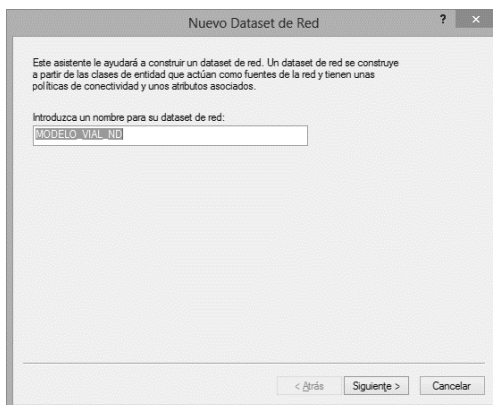 Nuevo Dataset de Red
? ×
Este asistente le ayudará a construir un dataset de red. Un dataset de red se construye
a partir de las clases de entidad que actúan como fuentes de la red y tienen unas
políticas de conectividad y unos atributos asociados.
Introduzca un nombre para su dataset de red:
MODELO_VIAL_ND
< Atrás
Siguiente >
Cancelar